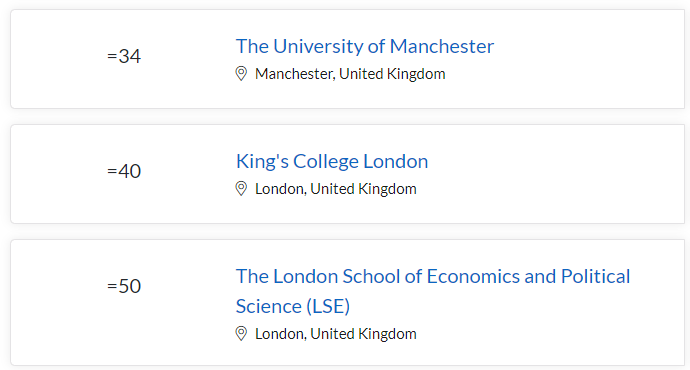 =34
The University of Manchester
Manchester, United Kingdom
=40
King's College London
London, United Kingdom
=50
The London School of Economics and Political
Science (LSE)
London, United Kingdom